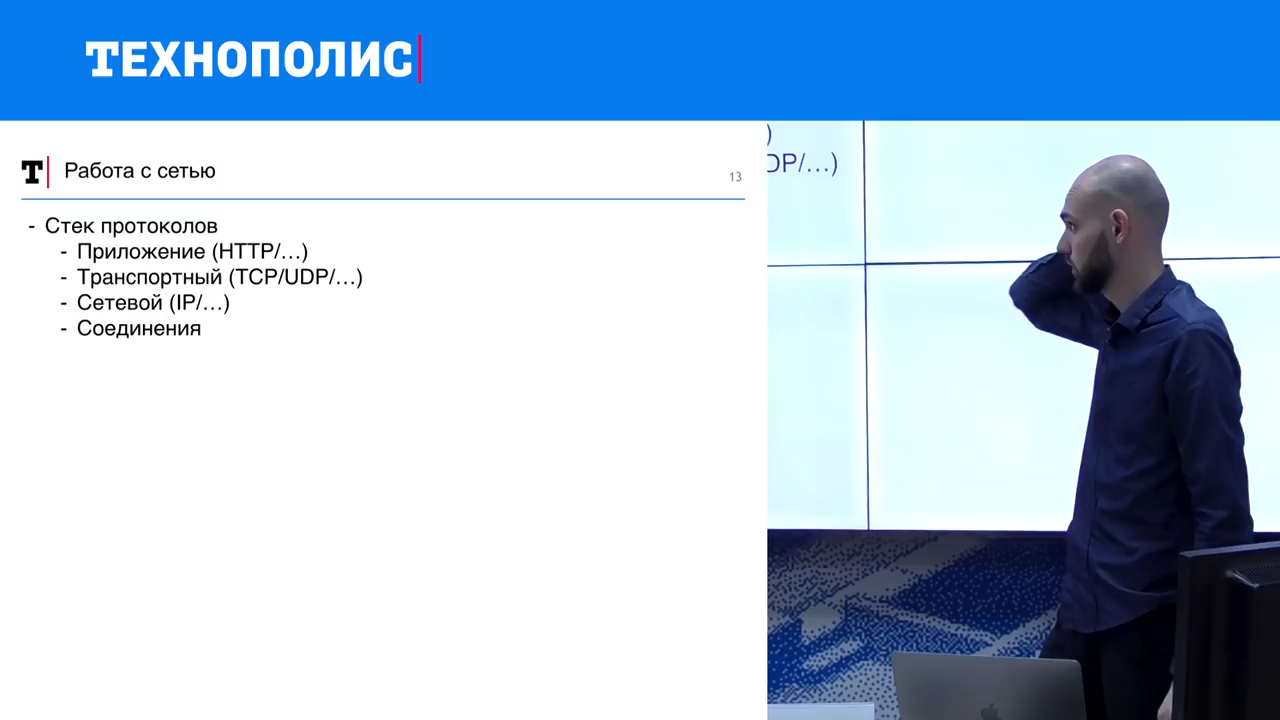 ТЕХНОПОЛИС
Т Работа с сетью
13
- Стек протоколов
- Приложение (HTTP/…)
- Транспортный (TCP/UDP/…)
- Сетевой (IP/…)
- Соединения
)
DP/…)